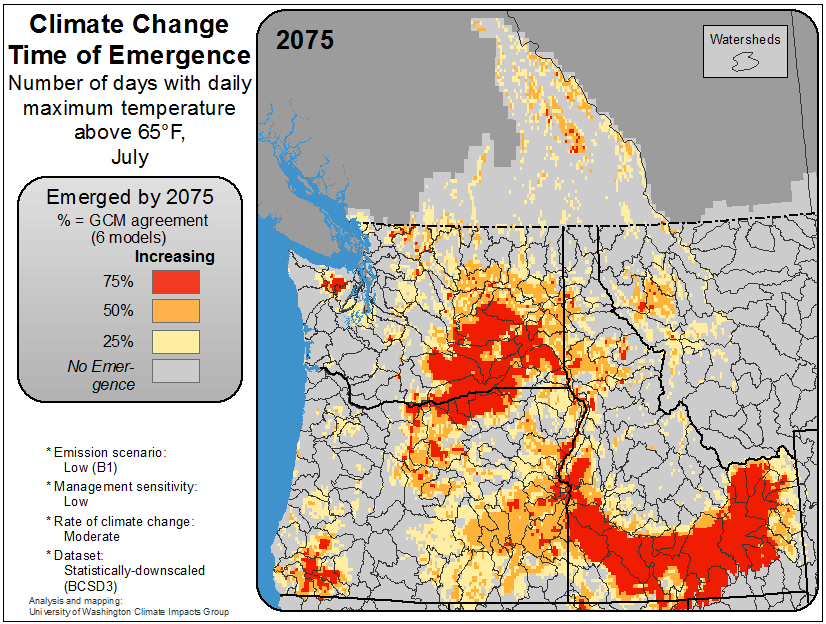 Climate Change
Time of Emergence
Number of days with daily
maximum temperature
above 65°F,
July
Emerged by 2075
% = GCM agreement
(6 models)
Increasing
75%
50%
25%
No Emer-
gence
* Emission scenario:
Low (B1)
* Management sensitivity:
Low
* Rate of climate change:
Moderate
* Dataset:
Statistically-downscaled
(BCSD3)
Analysis and mapping:
University of Washington Climate Impacts Group
2075
Watersheds